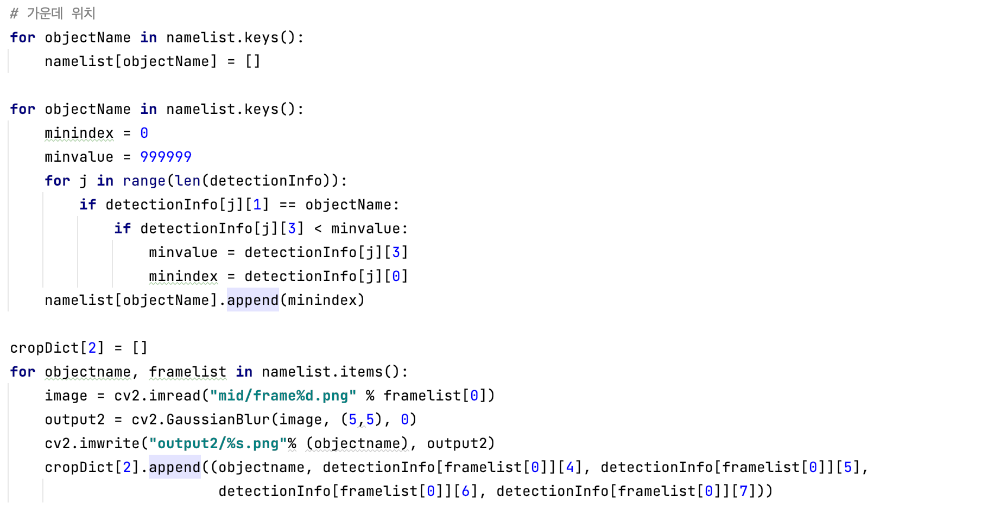 # 가운데 위치
for objectName in namelist.keys():
    namelist[objectName] = []

for objectName in namelist.keys():
    minindex = 0
    minvalue = 999999
    for j in range(len(detectionInfo)):
        if detectionInfo[j][1] == objectName:
            if detectionInfo[j][3] < minvalue:
                minvalue = detectionInfo[j][3]
                minindex = detectionInfo[j][0]
    namelist[objectName].append(minindex)

cropDict[2] = []
for objectname, framelist in namelist.items():
    image = cv2.imread("mid/frame%d.png" % framelist[0])
    output2 = cv2.GaussianBlur(image, (5,5), 0)
    cv2.imwrite("output2/%s.png"% (objectname), output2)
    cropDict[2].append((objectname, detectionInfo[framelist[0]][4], detectionInfo[framelist[0]][5],
                        detectionInfo[framelist[0]][6], detectionInfo[framelist[0]][7]))